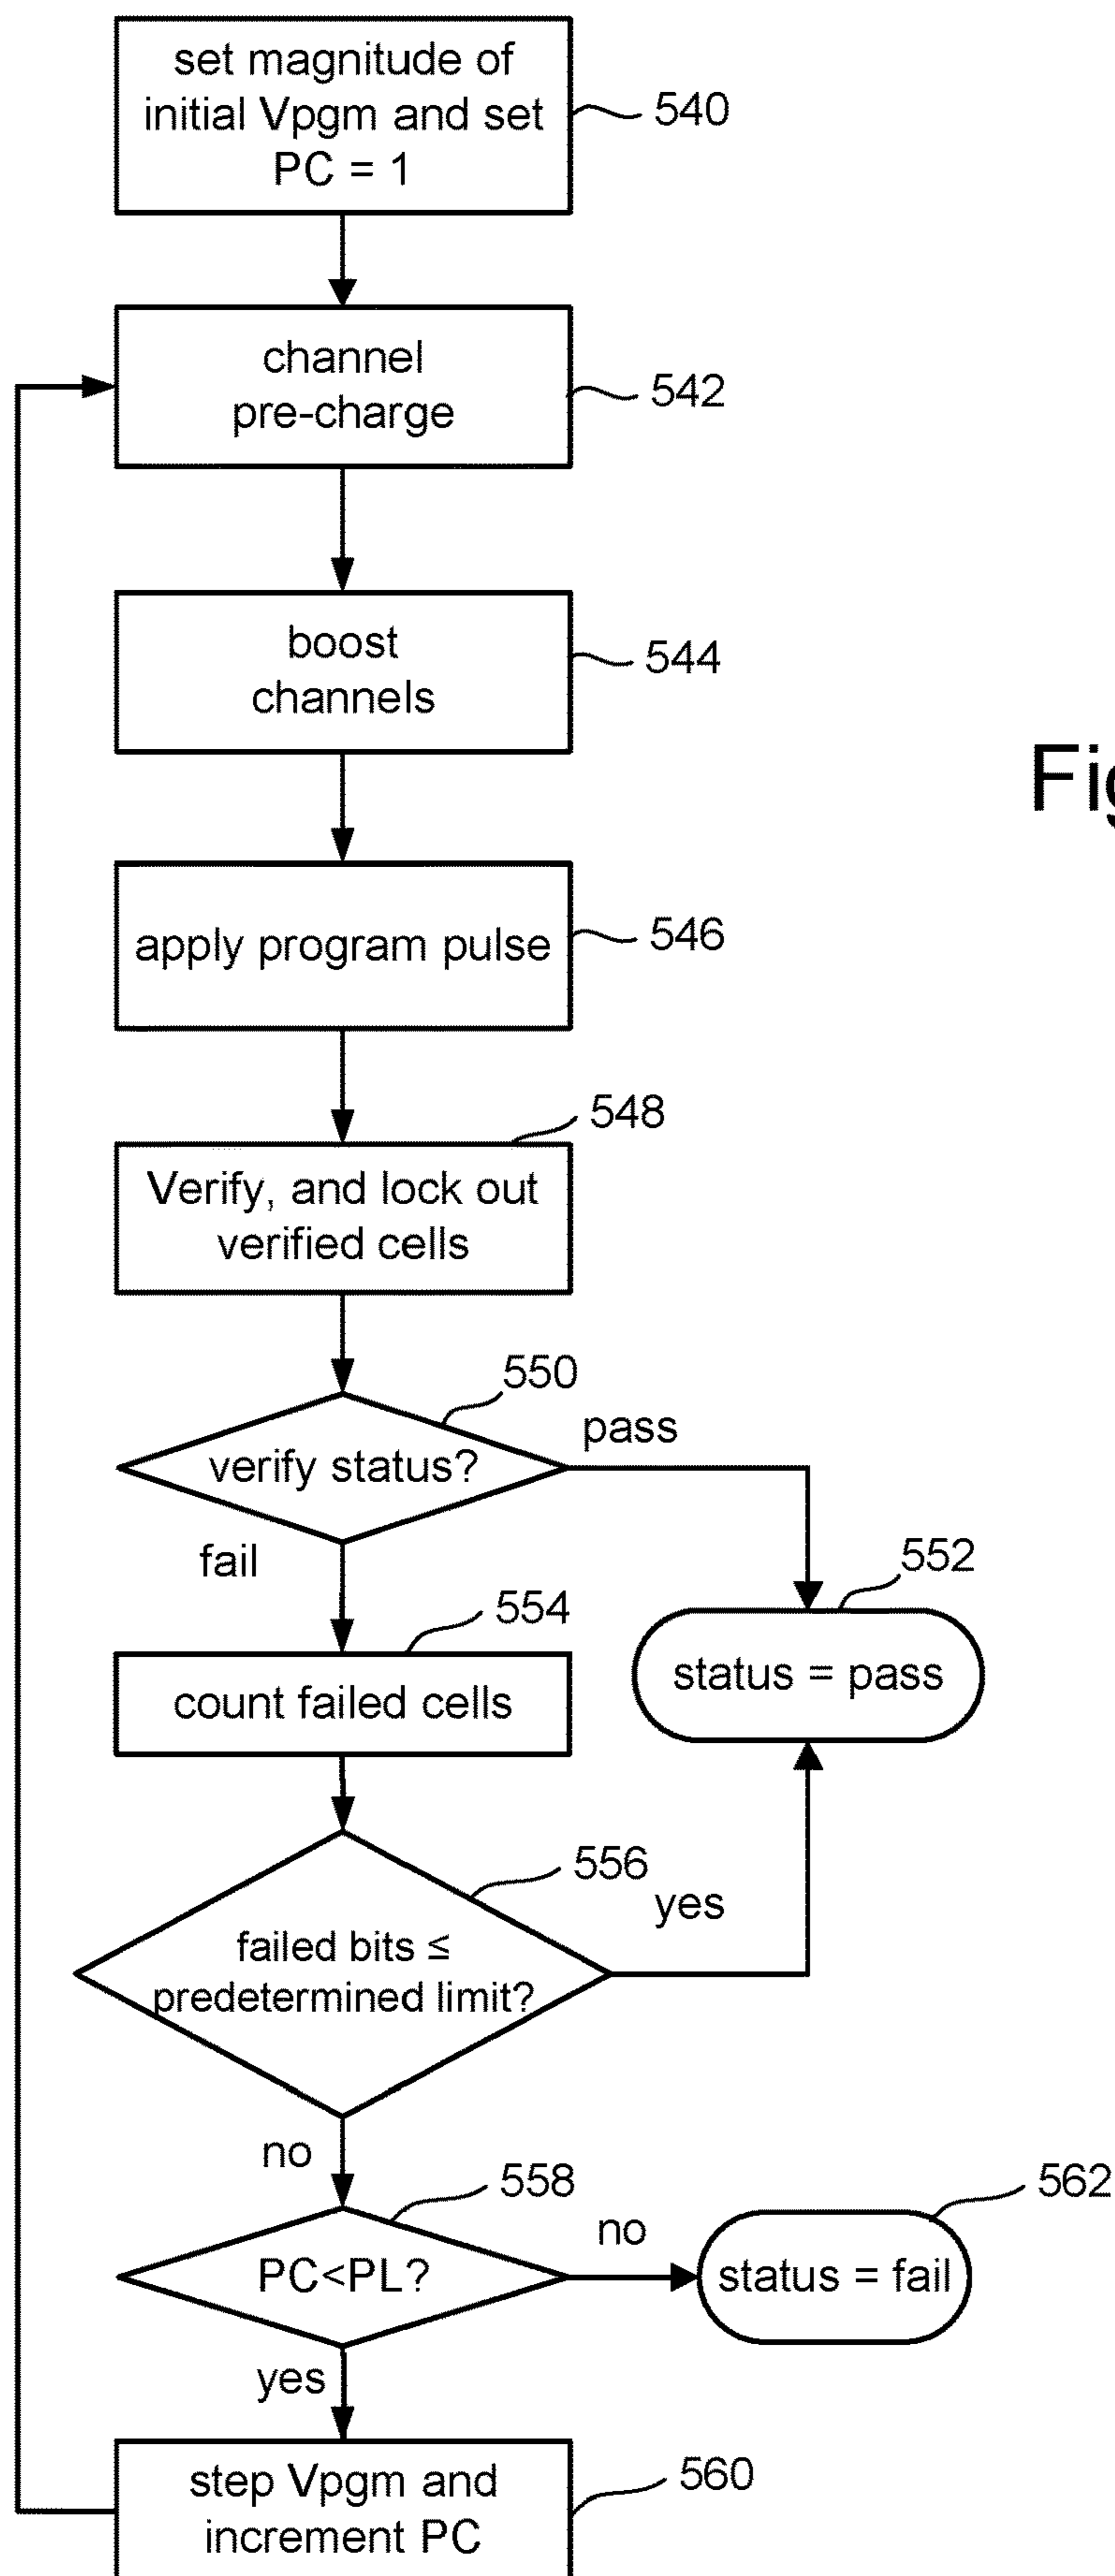 set magnitude of
initial Vpgm and set
PC = 1
540
channel
pre-charge
542
boost
channels
544
Fig
apply program pulse
546
548
Verify, and lock out
verified cells
550
pass
verify status?
fail
552
554
status = pass
count failed cells
556
yes
failed bits ≤
predetermined limit?
no
558
562
no
PC<PL?
status = fail
yes
step Vpgm and
increment PC
560